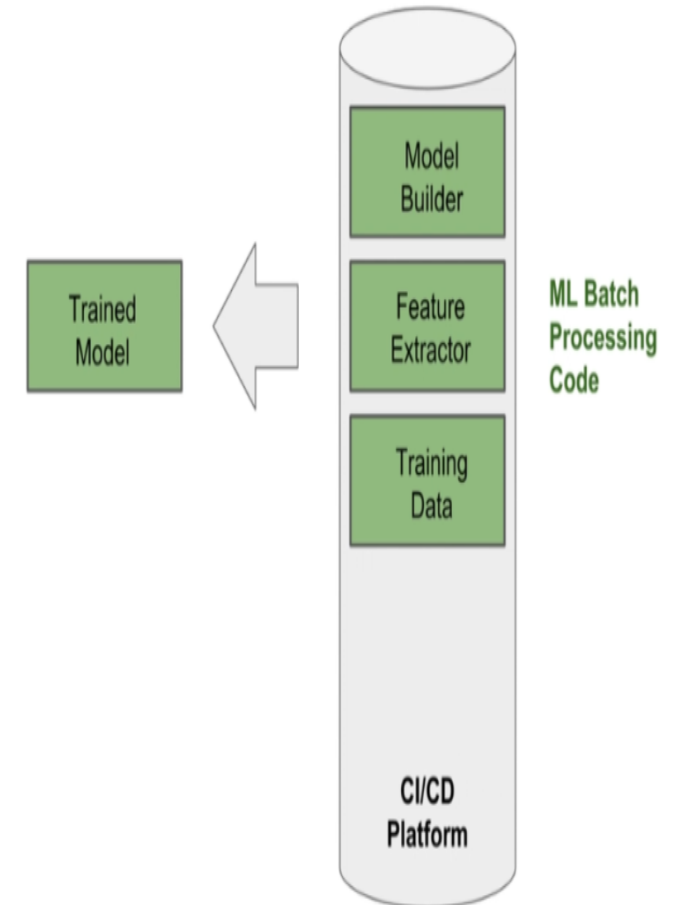 Model
Builder
Trained
Model
Feature
Extractor
ML Batch
Processing
Code
Training
Data
CI/CD
Platform